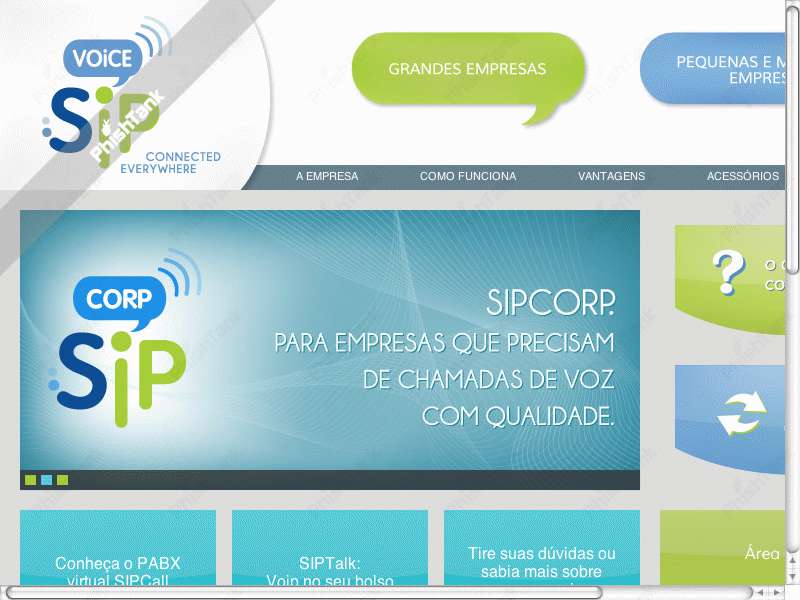 VOiCE
SiP
PhishTank
CONNECTED
EVERYWHERE
GRANDES EMPRESAS
PEQUENAS E M
EMPRES
A EMPRESA
COMO FUNCIONA
VANTAGENS
ACESSÓRIOS
CORP
SiP
SIPCORP.
PARA EMPRESAS QUE PRECISAM
DE CHAMADAS DE VOZ
COM QUALIDADE.
?
O
CO
Conheça o PABX
virtual SIPCall
SIPTalk:
Voip no seu bolso
Tire suas dúvidas ou
sabia mais sobre
Área